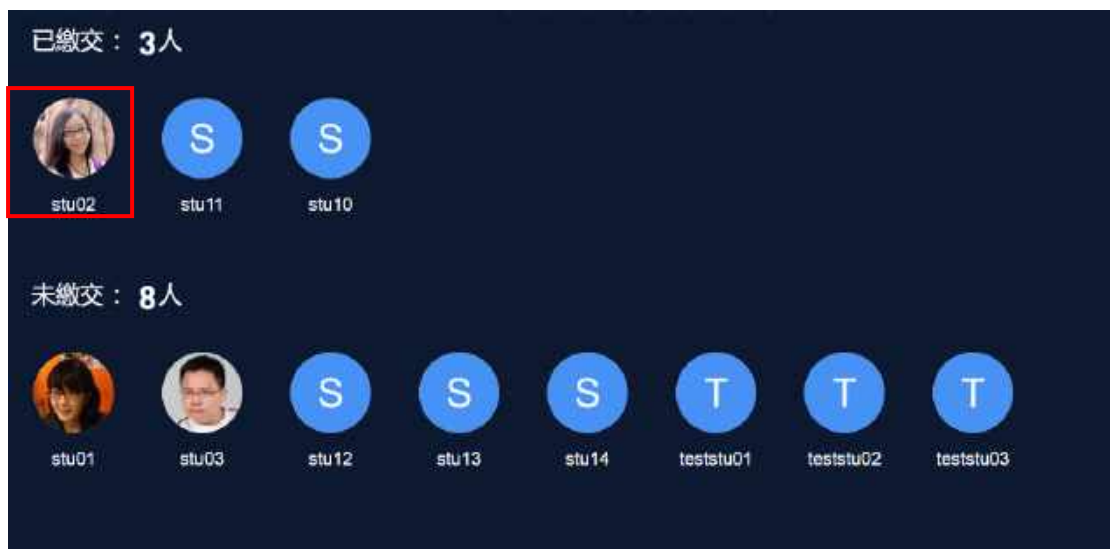 已繳交： 3人
S S
stu02 stu11 stu10
未繳交： 8人
S S S T T T
stu01 stu03 stu12 stu13 stu14 teststu01 teststu02 teststu03